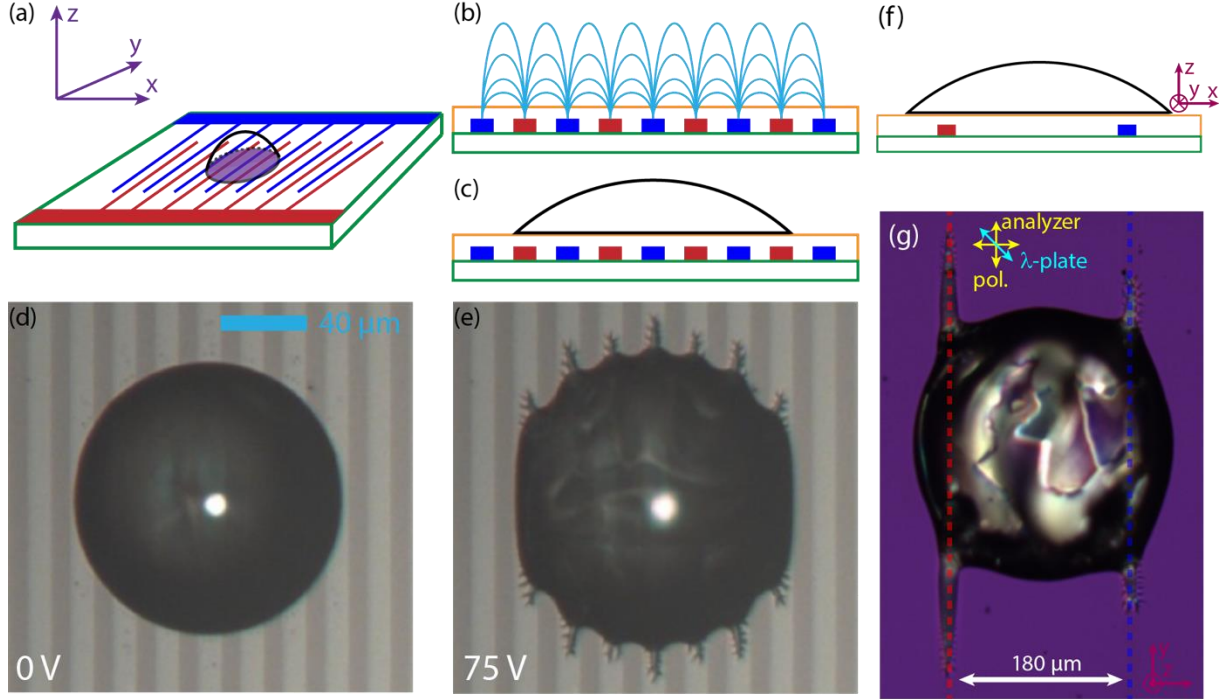 (a)
z
y
x
(b)
(c)
(f)
z
y
x
(d)
40 μm
0 V
(e)
75 V
(g)
analyzer
λ-plate
pol.
180 μm
y
z